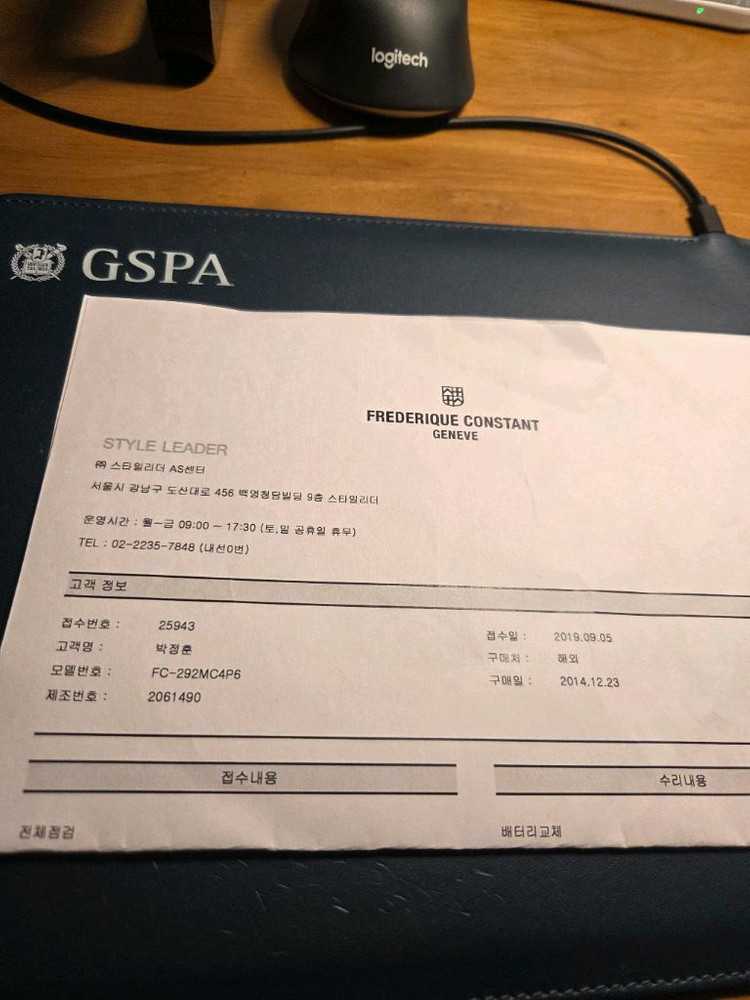 logitech
GSPA
FREDERIQUE CONSTANT
GENEVE
STYLE LEADER
㈜ 스타일리더 AS센터
서울시 강남구 도산대로 456 백영청담빌딩 9층 스타일리더
운영시간 : 월-금 09:00 - 17:30 (토,일 공휴일 휴무)
TEL : 02-2235-7848 (내선0번)
고객 정보
접수번호 : 25943
고객명 : 박정훈
모델번호 : FC-292MC4P6
제조번호 : 2061490
접수일 : 2019.09.05
구매처 : 해외
구매일 : 2014.12.23
접수내용
수리내용
전체점검
배터리교체